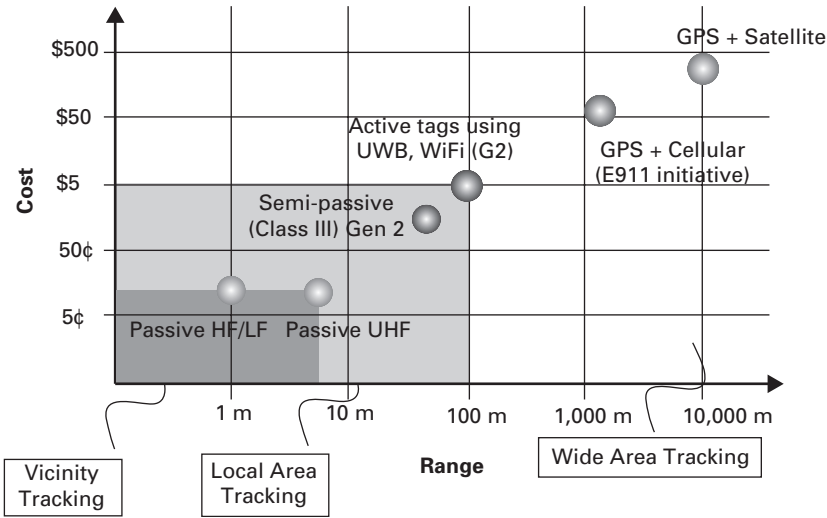 $500
$50
$5
50¢
5¢
Cost
GPS + Satellite
Active tags using
UWB, WiFi (G2)
GPS + Cellular
(E911 initiative)
Semi-passive
(Class III) Gen 2
Passive HF/LF
Passive UHF
1 m
10 m
100 m
1,000 m
10,000 m
Range
Vicinity
Tracking
Local Area
Tracking
Wide Area Tracking